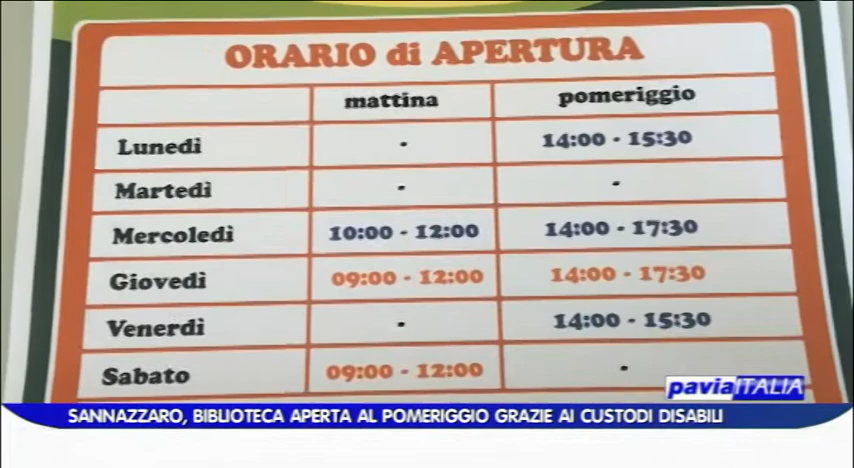 ORARIO di APERTURA
mattina pomeriggio
Lunedì - 14:00 - 15:30
Martedì - -
Mercoledì 10:00 - 12:00 14:00 - 17:30
Giovedì 09:00 - 12:00 14:00 - 17:30
Venerdì - 14:00 - 15:30
Sabato 09:00 - 12:00 -
paviaITALIA
SANNAZZARO, BIBLIOTECA APERTA AL POMERIGGIO GRAZIE AI CUSTODI DISABILI